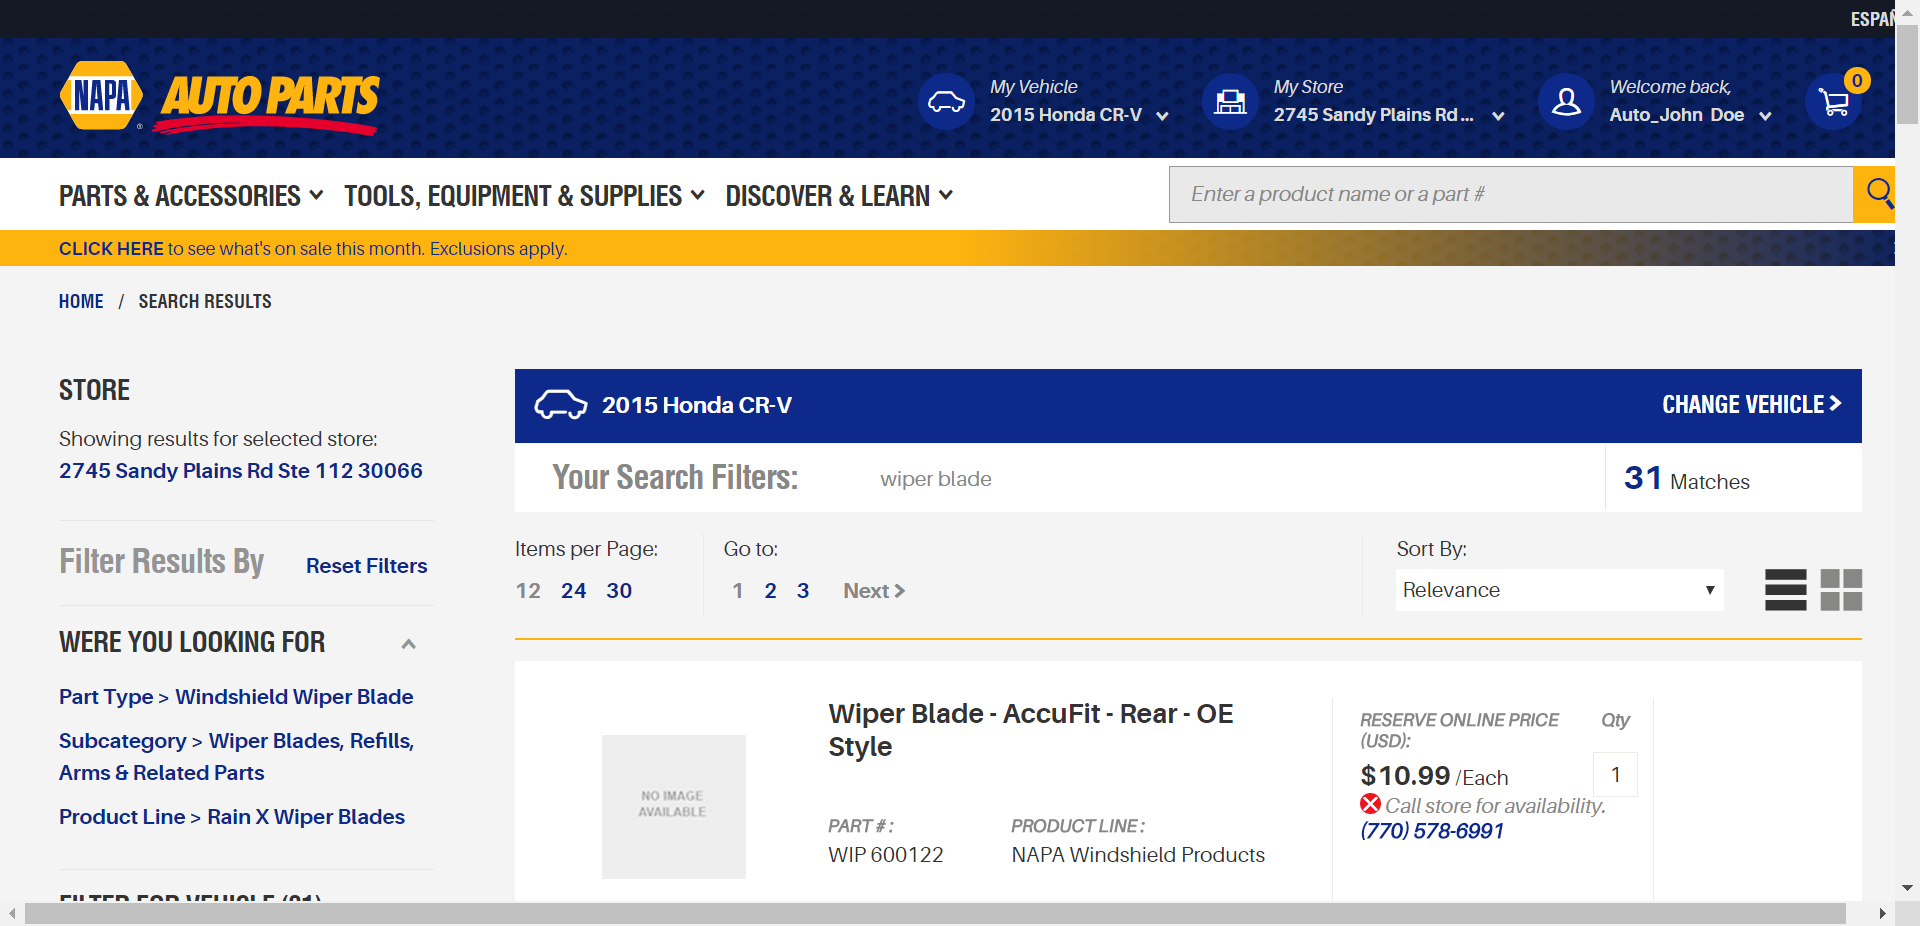 ESPAÑ
NAPA AUTO PARTS
My Vehicle
2015 Honda CR-V
My Store
2745 Sandy Plains Rd...
Welcome back,
Auto_John Doe
0
PARTS & ACCESSORIES
TOOLS, EQUIPMENT & SUPPLIES
DISCOVER & LEARN
Enter a product name or a part #
CLICK HERE to see what's on sale this month. Exclusions apply.
HOME / SEARCH RESULTS
STORE
Showing results for selected store:
2745 Sandy Plains Rd Ste 112 30066
Filter Results By
Reset Filters
WERE YOU LOOKING FOR
Part Type > Windshield Wiper Blade
Subcategory > Wiper Blades, Refills,
Arms & Related Parts
Product Line > Rain X Wiper Blades
FILTER FOR VEHICLE (31)
2015 Honda CR-V
CHANGE VEHICLE >
Your Search Filters:
wiper blade
31 Matches
Items per Page:
12 24 30
Go to:
1 2 3 Next >
Sort By:
Relevance
NO IMAGE
AVAILABLE
Wiper Blade - AccuFit - Rear - OE
Style
PART #:
WIP 600122
PRODUCT LINE:
NAPA Windshield Products
RESERVE ONLINE PRICE
(USD):
Qty
$10.99 /Each
1
Call store for availability.
(770) 578-6991